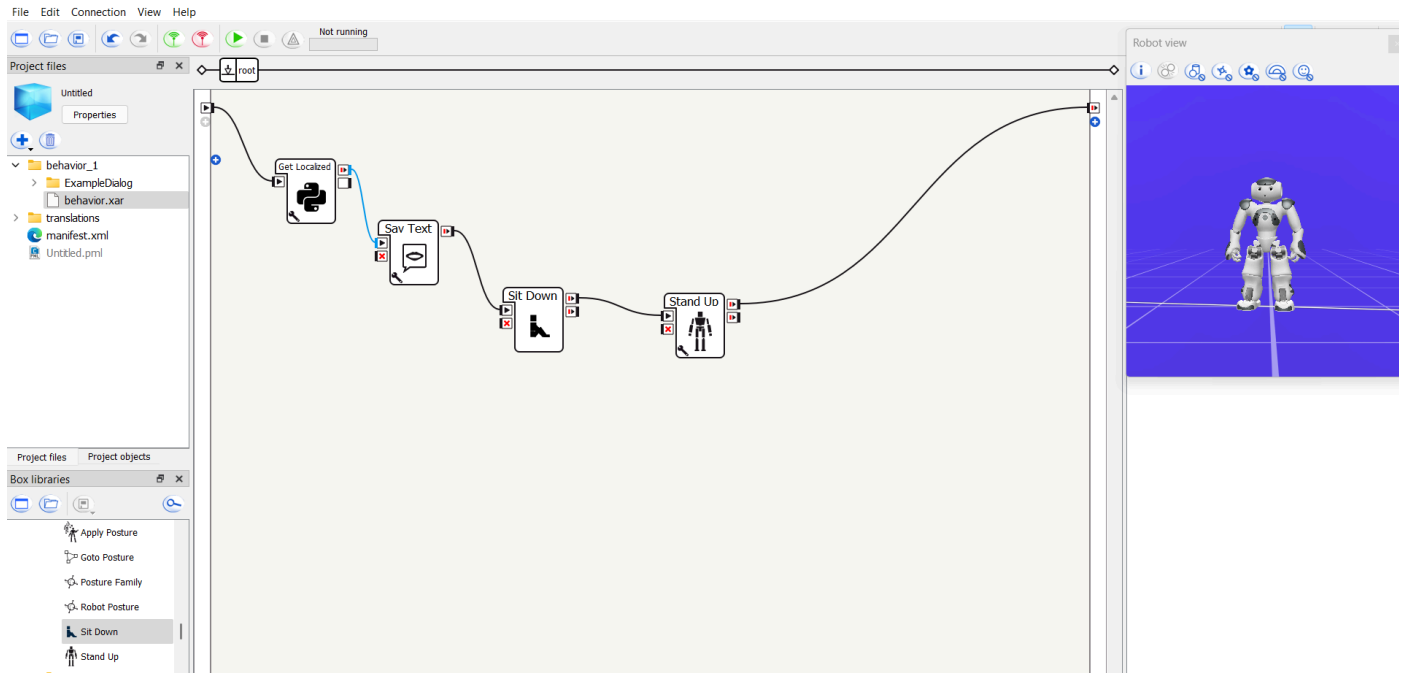 File Edit Connection View Help
Not running
Project files
root
Robot view
Untitled
Properties
behavior_1
ExampleDialog
behavior.xar
translations
manifest.xml
Untitled.pml
Get Localized
Say Text
Sit Down
Stand Up
Project files Project objects
Box libraries
Apply Posture
Goto Posture
Posture Family
Robot Posture
Sit Down
Stand Up